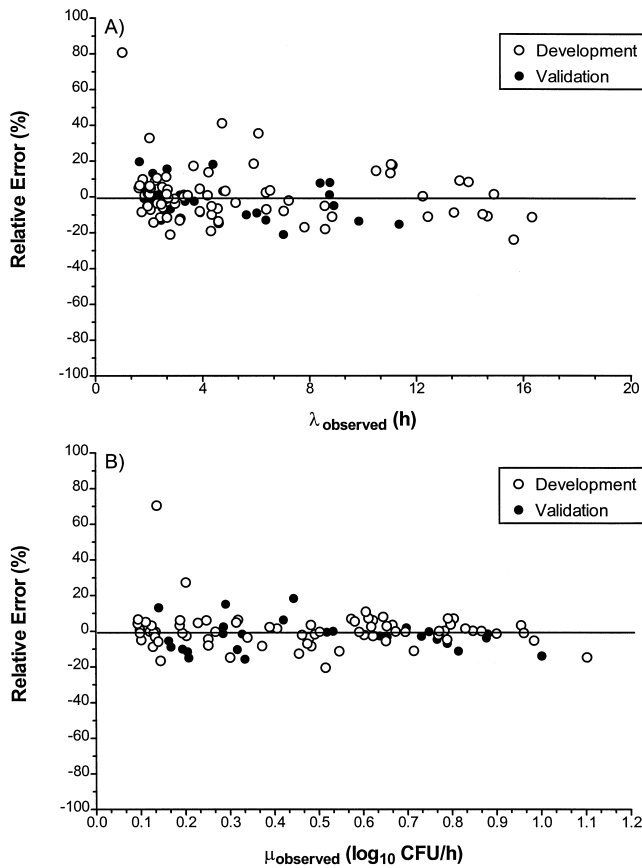 A)
Development
Validation
Relative Error (%)
100
80
60
40
20
0
-20
-40
-60
-80
-100
0 4 8 12 16 20
λ observed (h)
B)
Development
Validation
Relative Error (%)
100
80
60
40
20
0
-20
-40
-60
-80
-100
0.0 0.1 0.2 0.3 0.4 0.5 0.6 0.7 0.8 0.9 1.0 1.1 1.2
μobserved (log10 CFU/h)